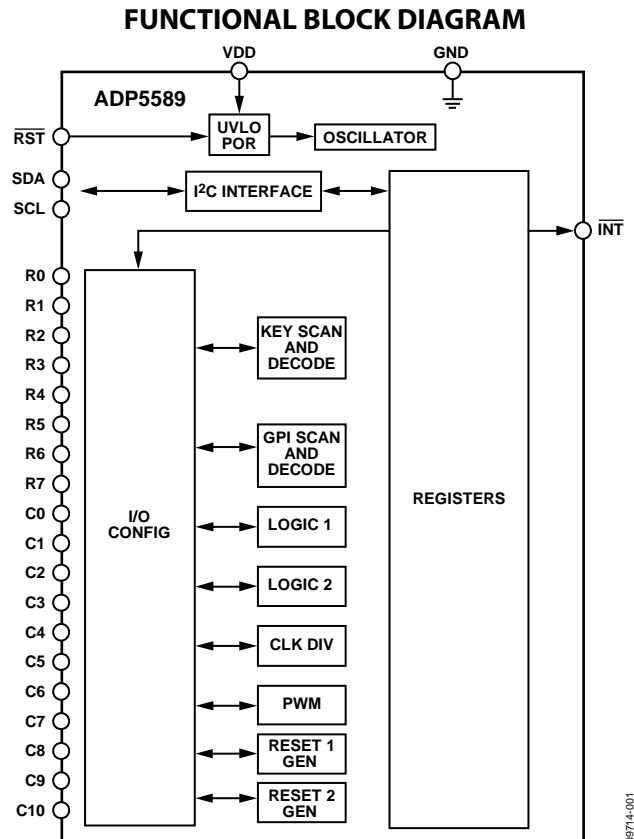 FUNCTIONAL BLOCK DIAGRAM
VDD
GND
ADP5589
RST
UVLO
POR
OSCILLATOR
SDA
SCL
I²C INTERFACE
INT
R0
R1
R2
R3
R4
R5
R6
R7
C0
C1
C2
C3
C4
C5
C6
C7
C8
C9
C10
I/O
CONFIG
KEY SCAN
AND
DECODE
GPI SCAN
AND
DECODE
LOGIC 1
LOGIC 2
CLK DIV
PWM
RESET 1
GEN
RESET 2
GEN
REGISTERS
09714-001